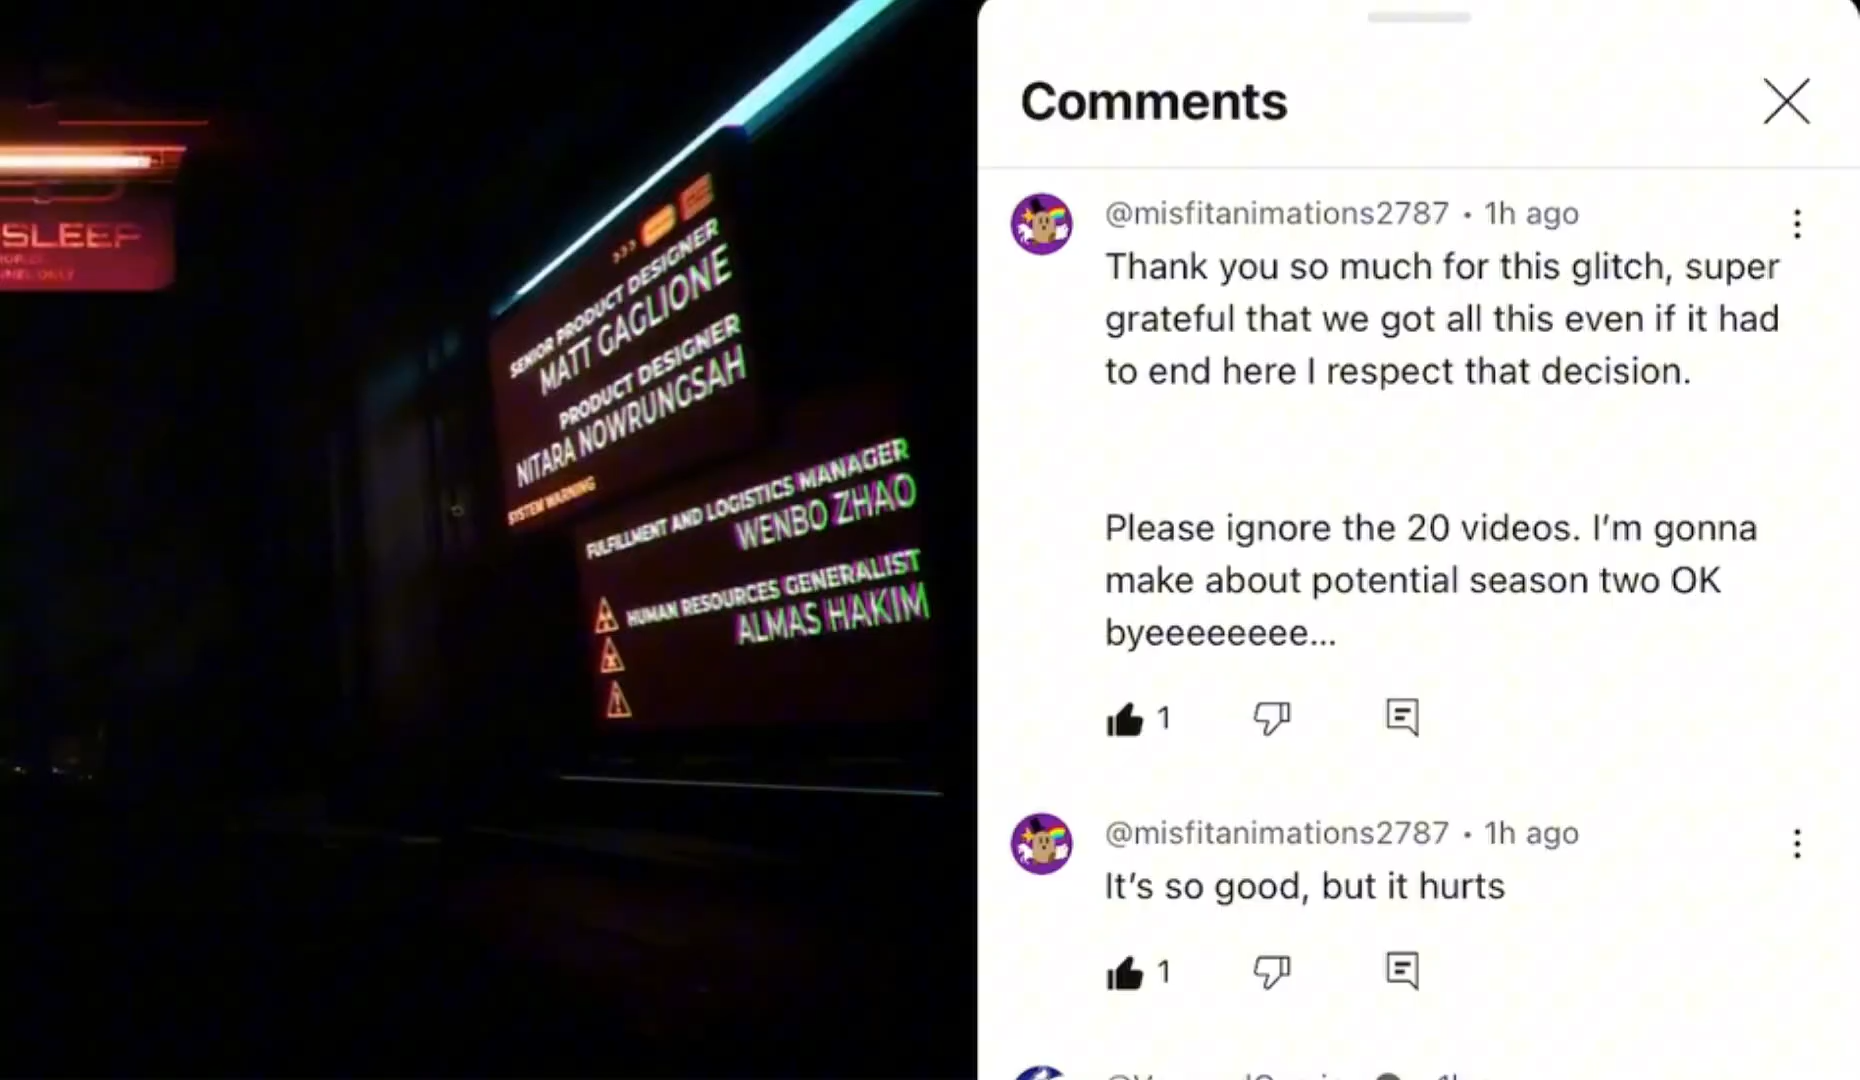 SLEEP
>>>
SENIOR PRODUCT DESIGNER
MATT GAGLIONE
PRODUCT DESIGNER
NITARA NOWRUNGSAH
SYSTEM WARNING
FULFILLMENT AND LOGISTICS MANAGER
WENBO ZHAO
HUMAN RESOURCES GENERALIST
ALMAS HAKIM
Comments
@misfitanimations2787 • 1h ago
Thank you so much for this glitch, super
grateful that we got all this even if it had
to end here I respect that decision.
Please ignore the 20 videos. I’m gonna
make about potential season two OK
byeeeeeeee...
1
@misfitanimations2787 • 1h ago
It’s so good, but it hurts
1